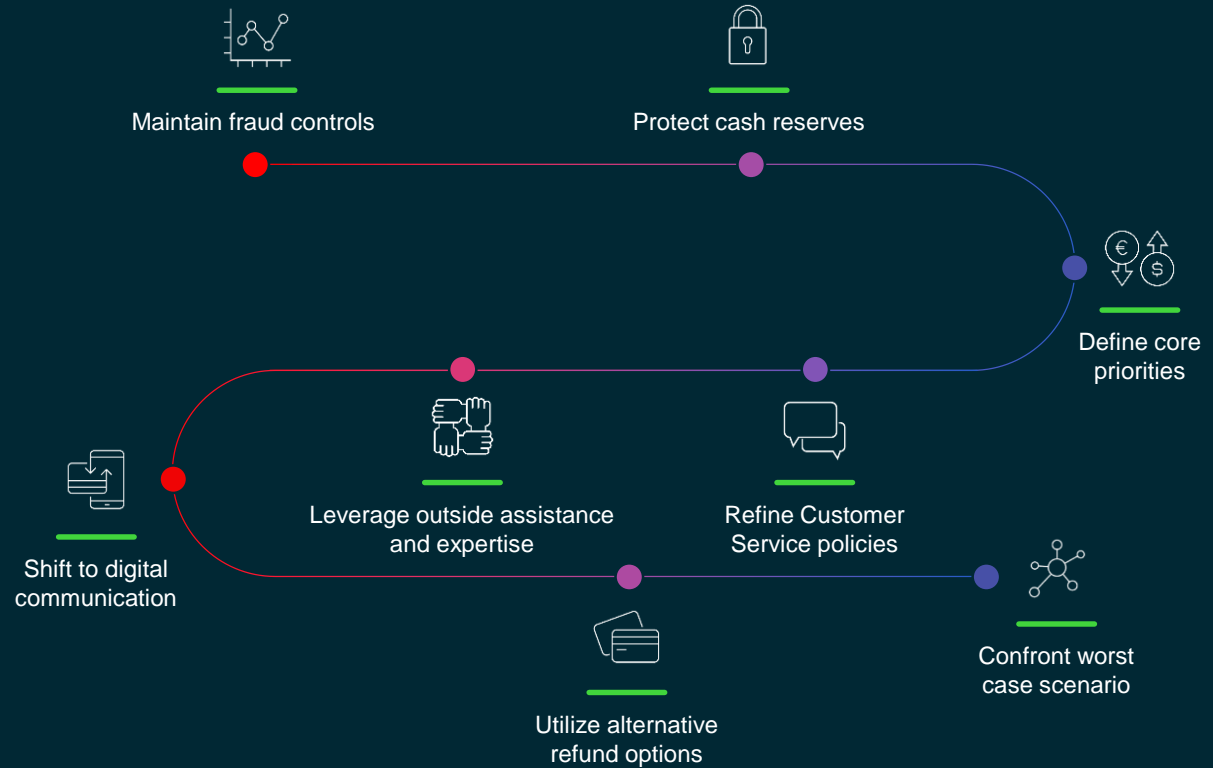 Maintain fraud controls
Protect cash reserves
€
$
Define core
priorities
Leverage outside assistance
and expertise
Refine Customer
Service policies
Shift to digital
communication
Confront worst
case scenario
Utilize alternative
refund options